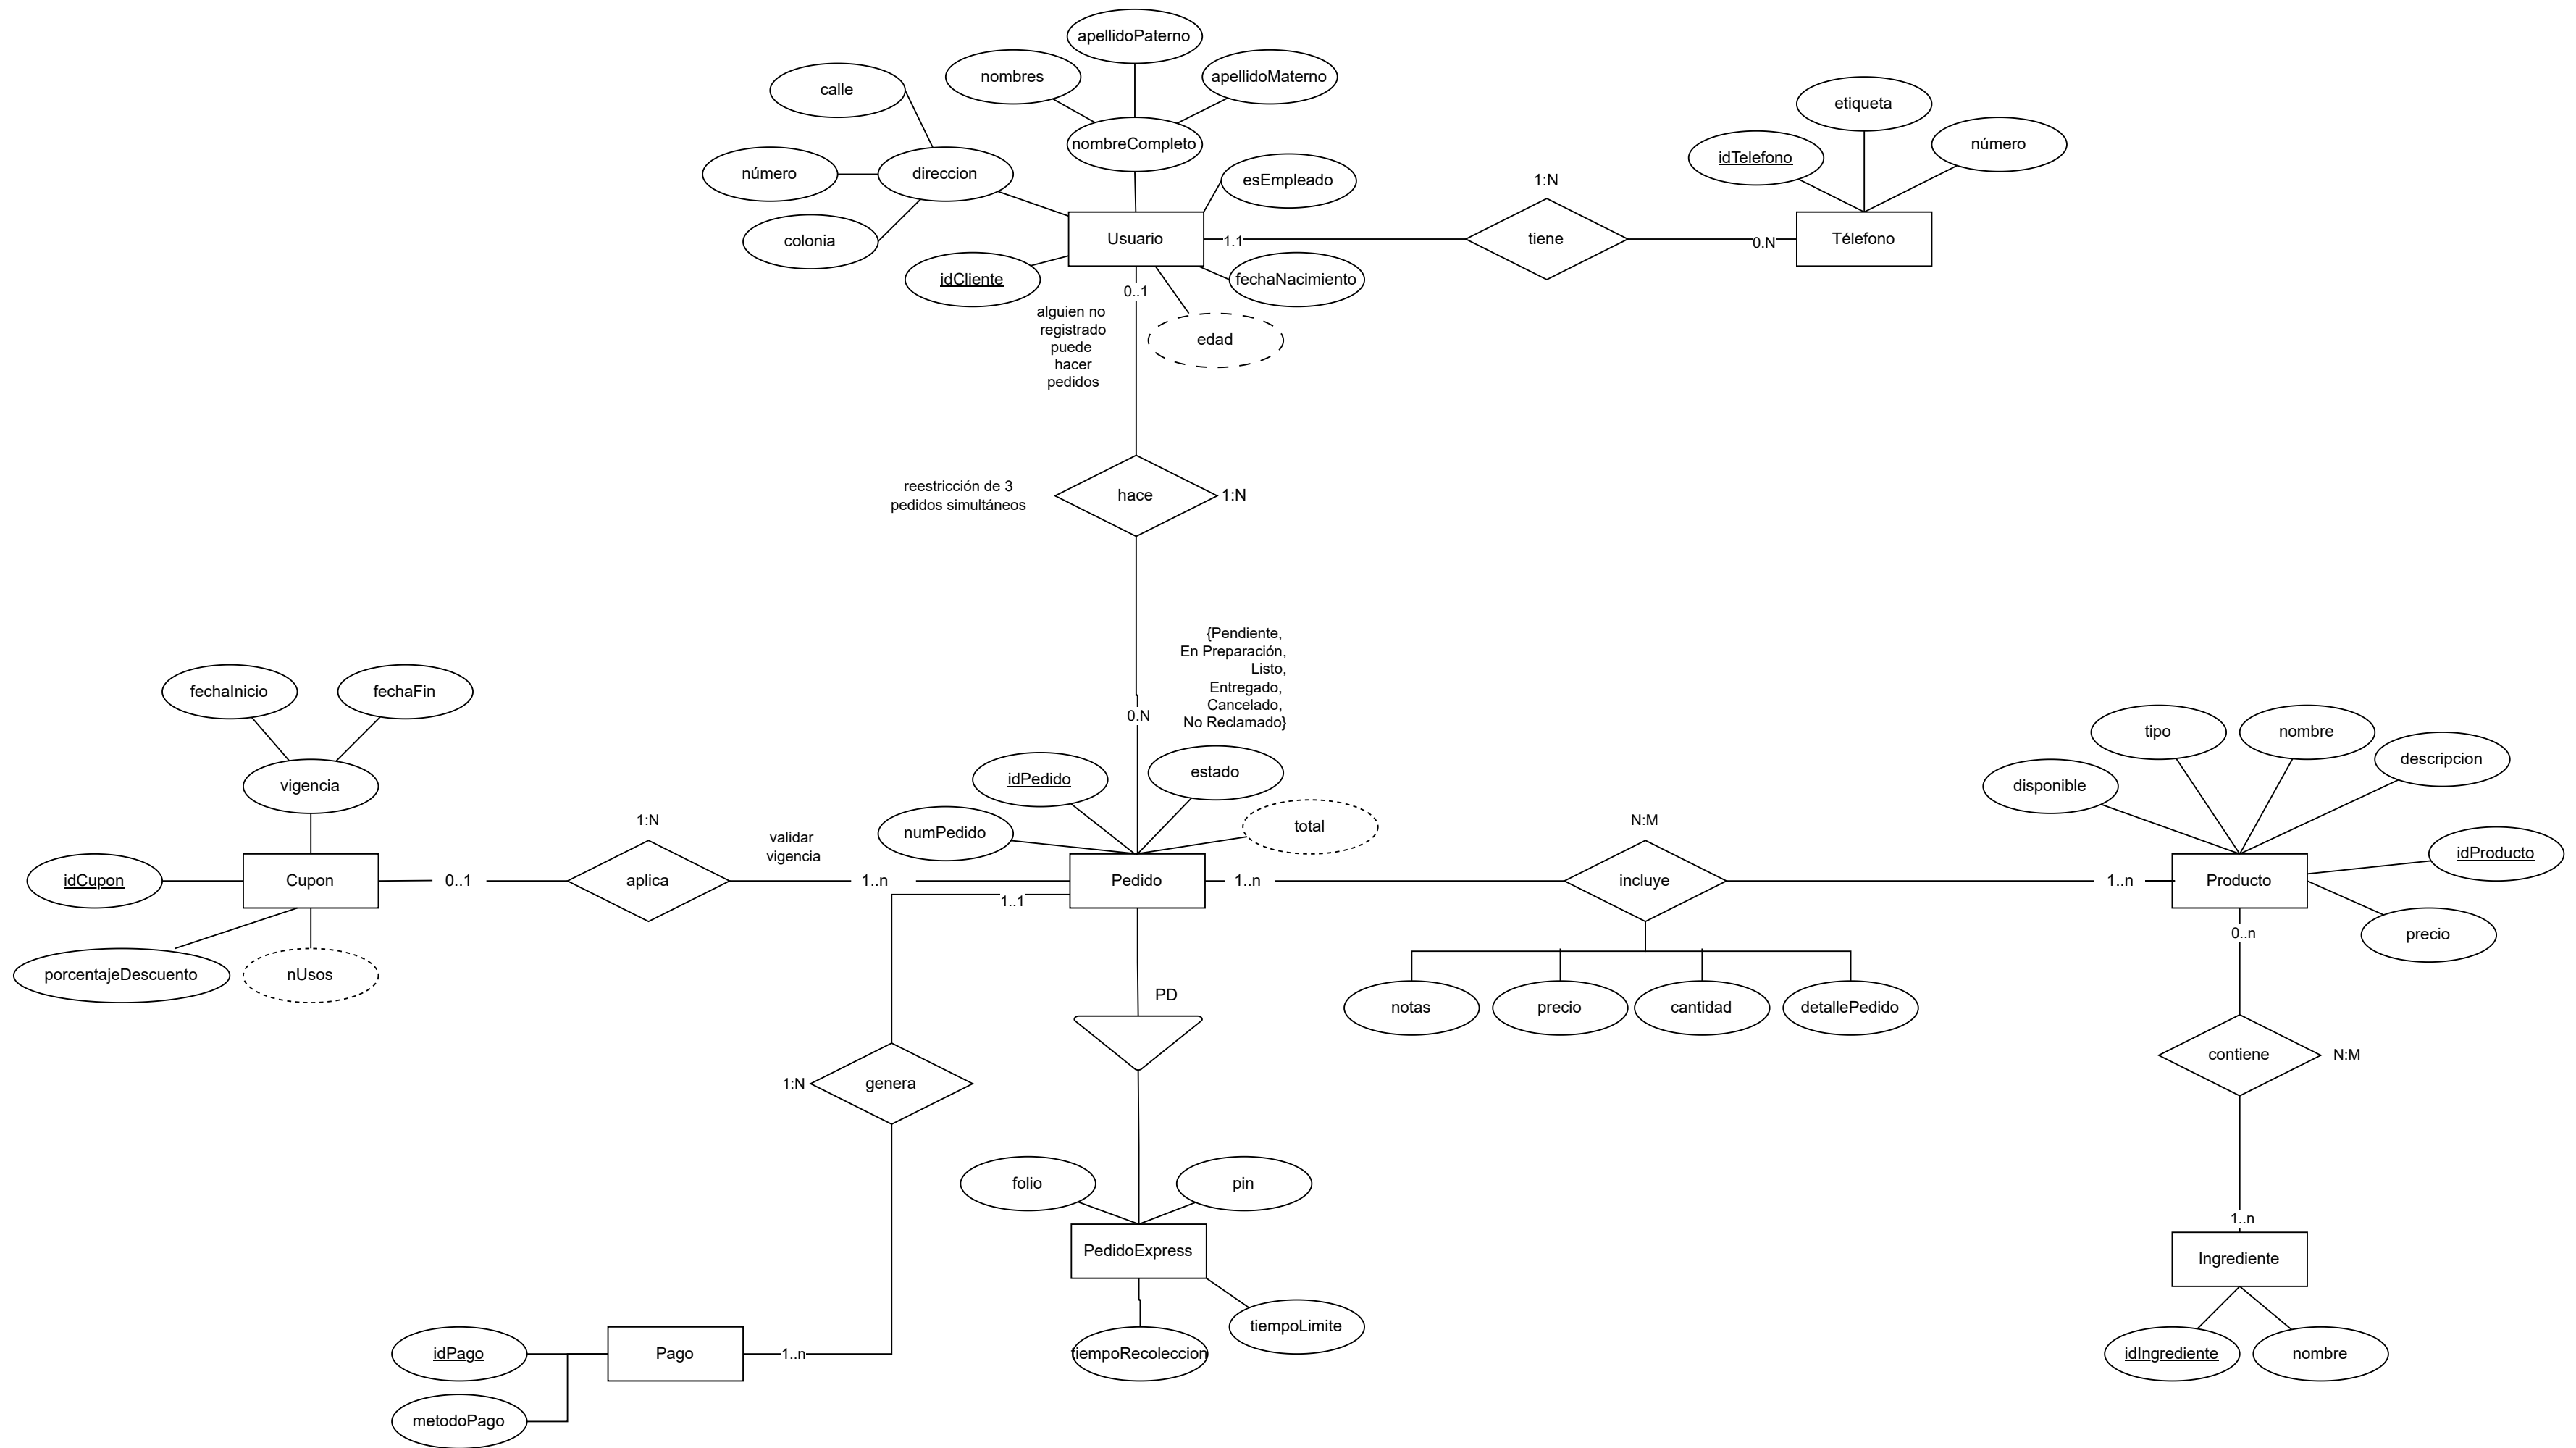 apellidoPaterno
nombres
apellidoMaterno
calle
etiqueta
nombreCompleto
número
idTelefono
número
direccion
esEmpleado
1:N
colonia
Usuario
1.1
tiene
0.N
Télefono
idCliente
fechaNacimiento
0..1
alguien no
registrado
puede
hacer
pedidos
edad
reestricción de 3
pedidos simultáneos
hace
1:N
{Pendiente,
En Preparación,
Listo,
Entregado,
Cancelado,
No Reclamado}
0.N
fechaInicio
fechaFin
tipo
nombre
descripcion
vigencia
idPedido
estado
disponible
numPedido
total
1:N
validar
vigencia
N:M
idProducto
idCupon
Cupon
0..1
aplica
1..n
Pedido
1..n
incluye
1..n
Producto
1..1
precio
0..n
porcentajeDescuento
nUsos
PD
notas
precio
cantidad
detallePedido
1:N
genera
contiene
N:M
folio
pin
1..n
PedidoExpress
Ingrediente
tiempoLimite
idPago
Pago
1..n
tiempoRecoleccion
idIngrediente
nombre
metodoPago